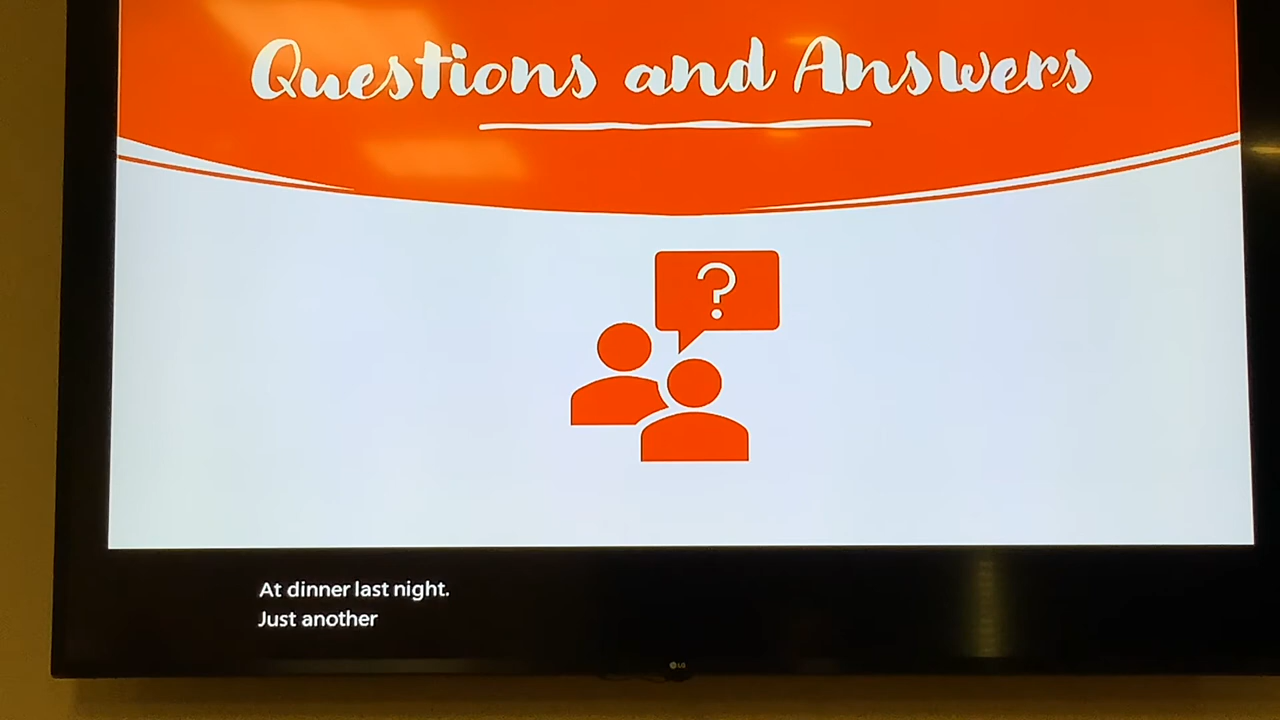 Questions and Answers
?
At dinner last night.
Just another
LG